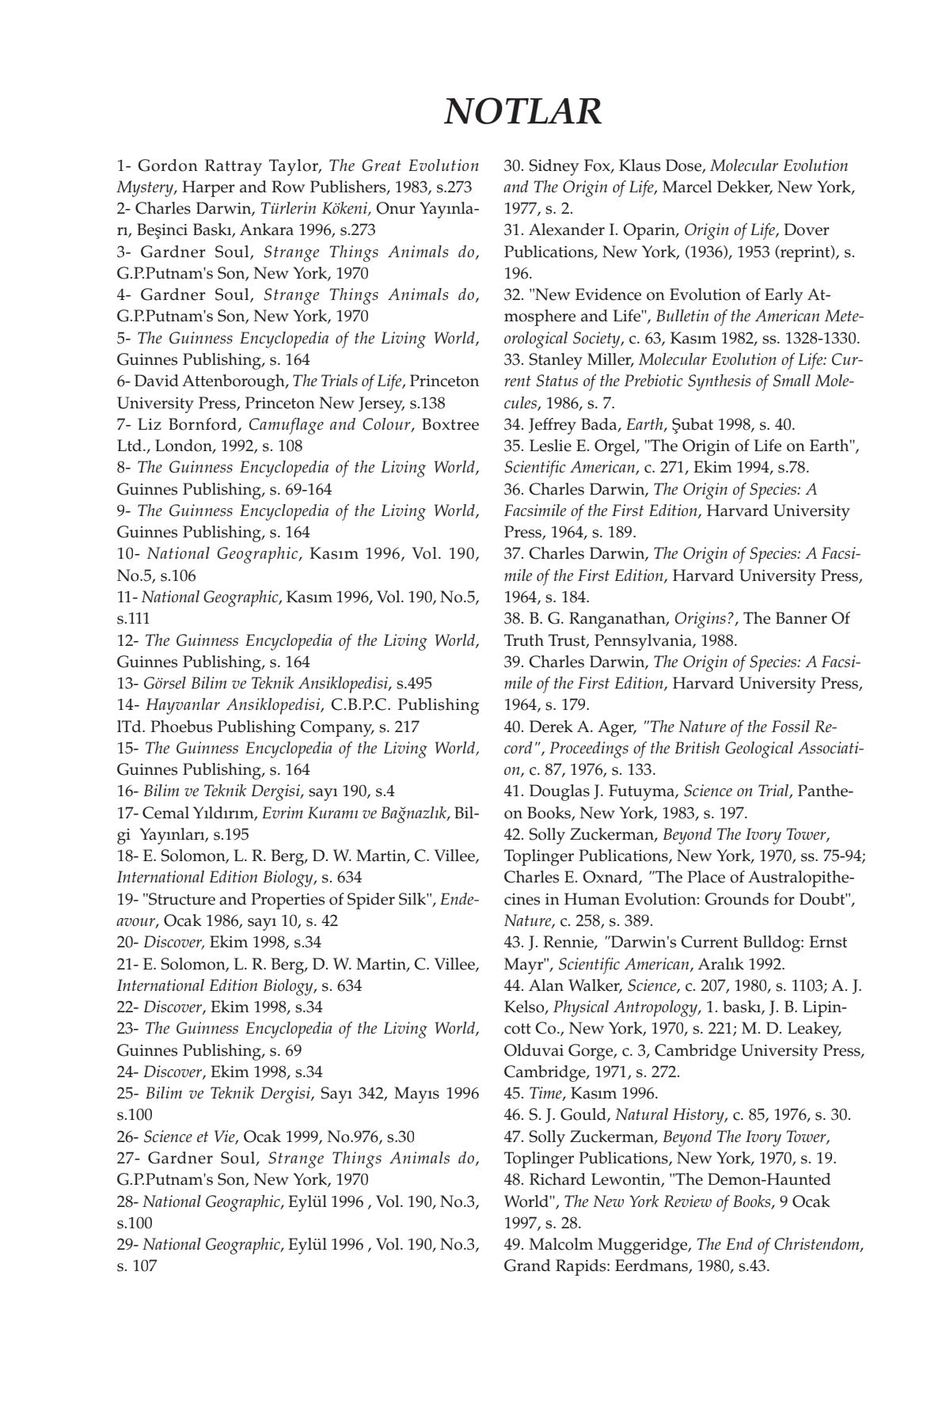 NOTLAR
1- Gordon Rattray Taylor, The Great Evolution
Mystery, Harper and Row Publishers, 1983, s.273
2- Charles Darwin, Türlerin Kökeni, Onur Yayınla-
rı, Beşinci Baskı, Ankara 1996, s.273
3- Gardner Soul, Strange Things Animals do,
G.P.Putnam's Son, New York, 1970
4- Gardner Soul, Strange Things Animals do,
G.P.Putnam's Son, New York, 1970
5- The Guinness Encyclopedia of the Living World,
Guinnes Publishing, s. 164
6- David Attenborough, The Trials of Life, Princeton
University Press, Princeton New Jersey, s.138
7- Liz Bornford, Camuflage and Colour, Boxtree
Ltd., London, 1992, s. 108
8- The Guinness Encyclopedia of the Living World,
Guinnes Publishing, s. 69-164
9- The Guinness Encyclopedia of the Living World,
Guinnes Publishing, s. 164
10- National Geographic, Kasım 1996, Vol. 190,
No.5, s.106
11- National Geographic, Kasım 1996, Vol. 190, No.5,
s.111
12- The Guinness Encyclopedia of the Living World,
Guinnes Publishing, s. 164
13- Görsel Bilim ve Teknik Ansiklopedisi, s.495
14- Hayvanlar Ansiklopedisi, C.B.P.C. Publishing
lTd. Phoebus Publishing Company, s. 217
15- The Guinness Encyclopedia of the Living World,
Guinnes Publishing, s. 164
16- Bilim ve Teknik Dergisi, sayı 190, s.4
17- Cemal Yıldırım, Evrim Kuramı ve Bağnazlık, Bil-
gi  Yayınları, s.195
18- E. Solomon, L. R. Berg, D. W. Martin, C. Villee,
International Edition Biology, s. 634
19- "Structure and Properties of Spider Silk", Ende-
avour, Ocak 1986, sayı 10, s. 42
20- Discover, Ekim 1998, s.34
21- E. Solomon, L. R. Berg, D. W. Martin, C. Villee,
International Edition Biology, s. 634
22- Discover, Ekim 1998, s.34
23- The Guinness Encyclopedia of the Living World,
Guinnes Publishing, s. 69
24- Discover, Ekim 1998, s.34
25- Bilim ve Teknik Dergisi, Sayı 342, Mayıs 1996
s.100
26- Science et Vie, Ocak 1999, No.976, s.30
27- Gardner Soul, Strange Things Animals do,
G.P.Putnam's Son, New York, 1970
28- National Geographic, Eylül 1996 , Vol. 190, No.3,
s.100
29- National Geographic, Eylül 1996 , Vol. 190, No.3,
s. 107
30. Sidney Fox, Klaus Dose, Molecular Evolution
and The Origin of Life, Marcel Dekker, New York,
1977, s. 2.
31. Alexander I. Oparin, Origin of Life, Dover
Publications, New York, (1936), 1953 (reprint), s.
196.
32. "New Evidence on Evolution of Early At-
mosphere and Life", Bulletin of the American Mete-
orological Society, c. 63, Kasım 1982, ss. 1328-1330.
33. Stanley Miller, Molecular Evolution of Life: Cur-
rent Status of the Prebiotic Synthesis of Small Mole-
cules, 1986, s. 7.
34. Jeffrey Bada, Earth, Şubat 1998, s. 40.
35. Leslie E. Orgel, "The Origin of Life on Earth",
Scientific American, c. 271, Ekim 1994, s.78.
36. Charles Darwin, The Origin of Species: A
Facsimile of the First Edition, Harvard University
Press, 1964, s. 189.
37. Charles Darwin, The Origin of Species: A Facsi-
mile of the First Edition, Harvard University Press,
1964, s. 184.
38. B. G. Ranganathan, Origins?, The Banner Of
Truth Trust, Pennsylvania, 1988.
39. Charles Darwin, The Origin of Species: A Facsi-
mile of the First Edition, Harvard University Press,
1964, s. 179.
40. Derek A. Ager, "The Nature of the Fossil Re-
cord", Proceedings of the British Geological Associati-
on, c. 87, 1976, s. 133.
41. Douglas J. Futuyma, Science on Trial, Panthe-
on Books, New York, 1983, s. 197.
42. Solly Zuckerman, Beyond The Ivory Tower,
Toplinger Publications, New York, 1970, ss. 75-94;
Charles E. Oxnard, "The Place of Australopithe-
cines in Human Evolution: Grounds for Doubt",
Nature, c. 258, s. 389.
43. J. Rennie, "Darwin's Current Bulldog: Ernst
Mayr", Scientific American, Aralık 1992.
44. Alan Walker, Science, c. 207, 1980, s. 1103; A. J.
Kelso, Physical Antropology, 1. baskı, J. B. Lipin-
cott Co., New York, 1970, s. 221; M. D. Leakey,
Olduvai Gorge, c. 3, Cambridge University Press,
Cambridge, 1971, s. 272.
45. Time, Kasım 1996.
46. S. J. Gould, Natural History, c. 85, 1976, s. 30.
47. Solly Zuckerman, Beyond The Ivory Tower,
Toplinger Publications, New York, 1970, s. 19.
48. Richard Lewontin, "The Demon-Haunted
World", The New York Review of Books, 9 Ocak
1997, s. 28.
49. Malcolm Muggeridge, The End of Christendom,
Grand Rapids: Eerdmans, 1980, s.43.